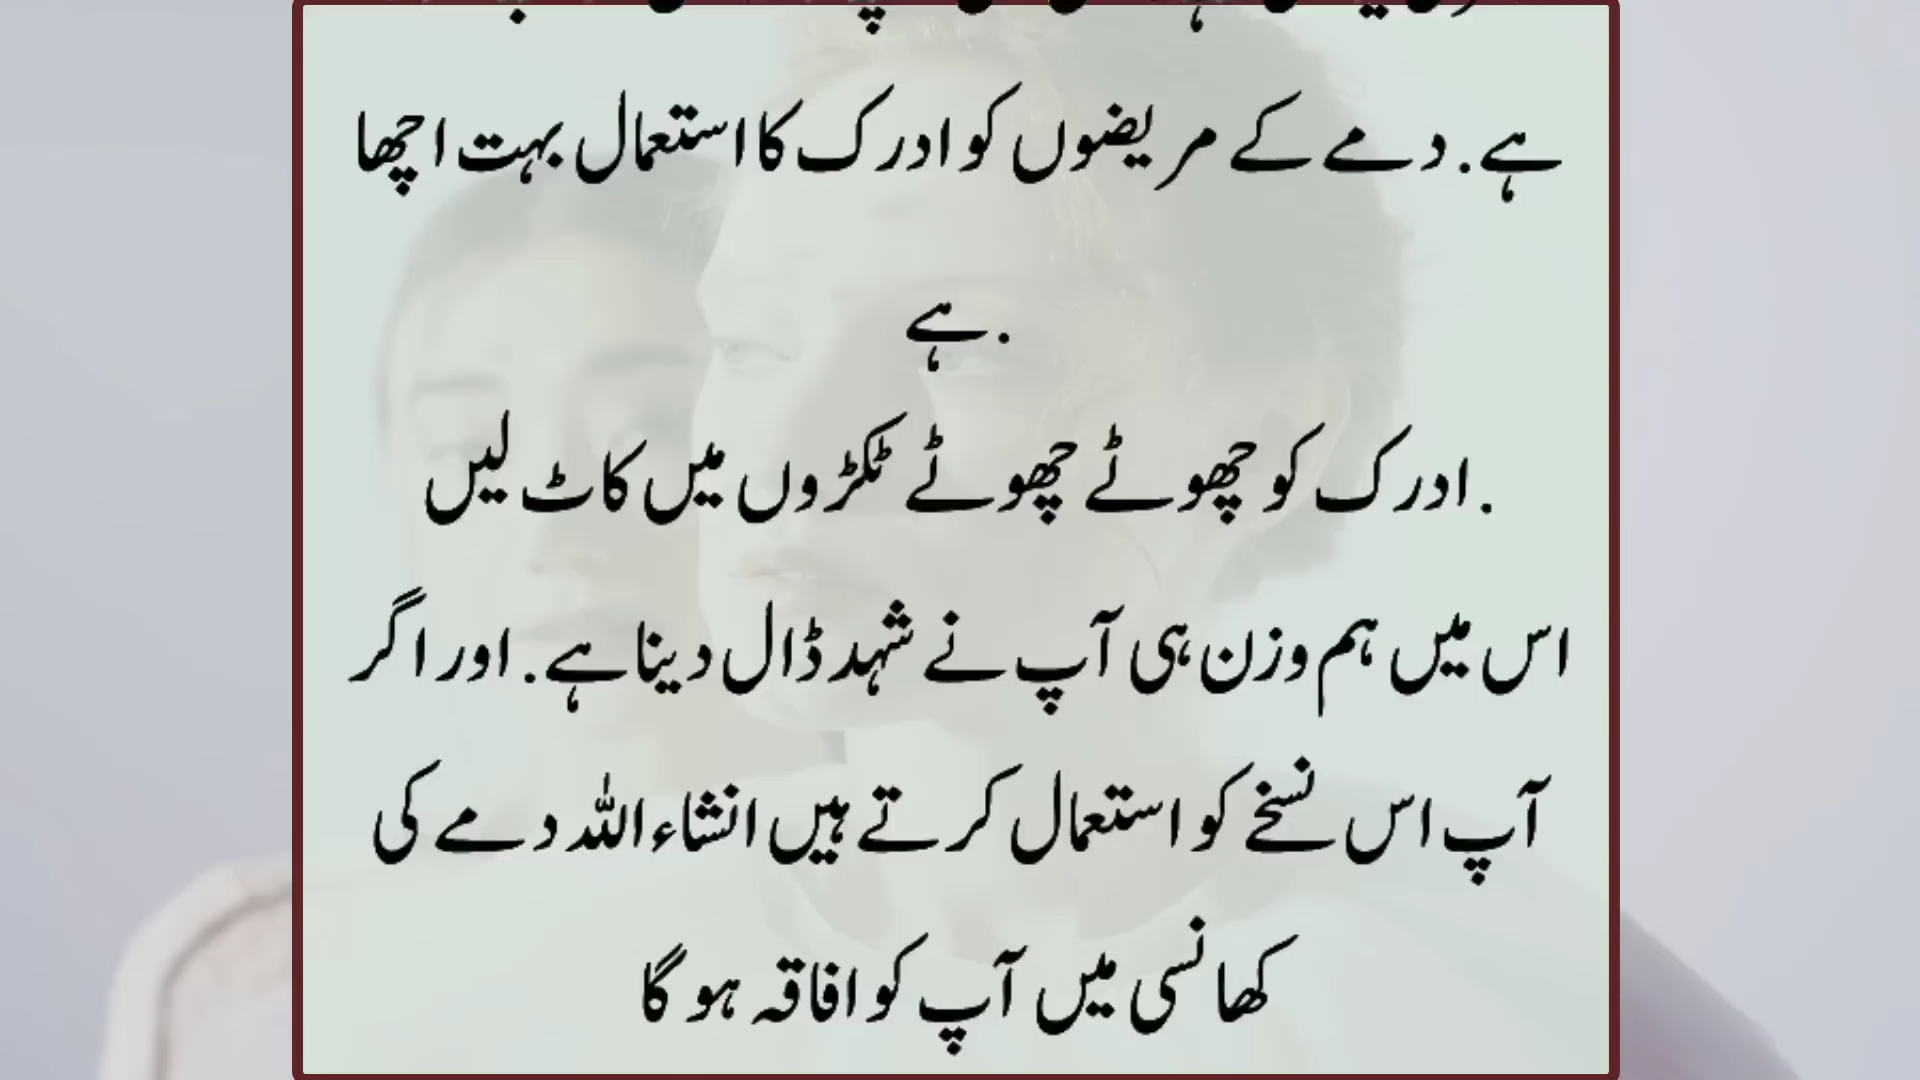 ہے. دمے کے مریضوں کو ادرک کا استعمال بہت اچھا
.ہے
.ادرک کو چھوٹے چھوٹے ٹکڑوں میں کاٹ لیں
اس میں ہم وزن ہی آپ نے شہد ڈال دینا ہے. اور اگر
آپ اس نسخے کو استعمال کرتے ہیں انشاء اللہ دمے کی
کھانسی میں آپ کو افاقہ ہو گا